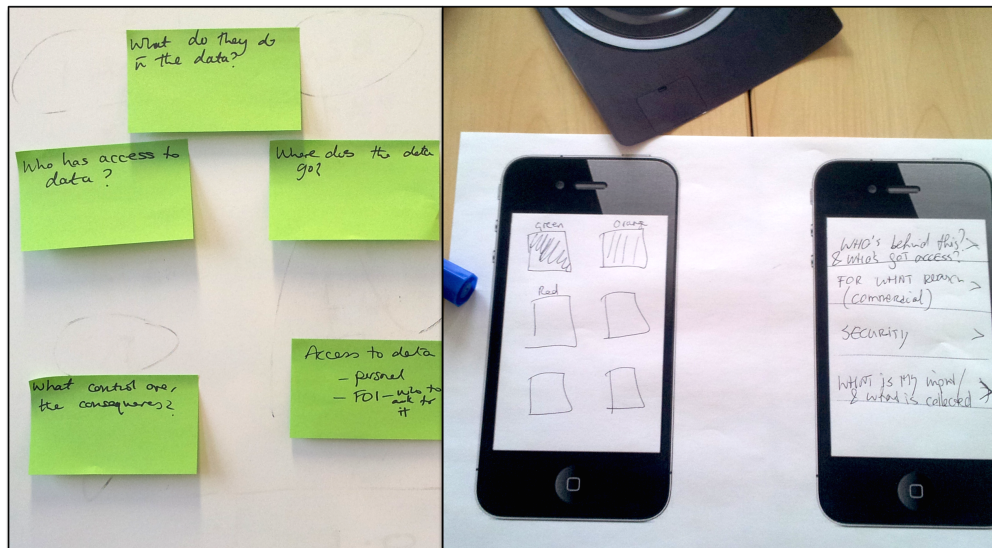 What do they do
w̄ the data?
Who has access to
data?
Where does the data
go?
What control are,
the consequences?
Access to data
– personal
– FOI – who to
ask for
it
Green
Orange
Red
WHO's behind this?
& WHO's GOT ACCESS? >
FOR WHAT REASON
(commercial) >
SECURITY >
WHAT is MY input/
& what is collected >